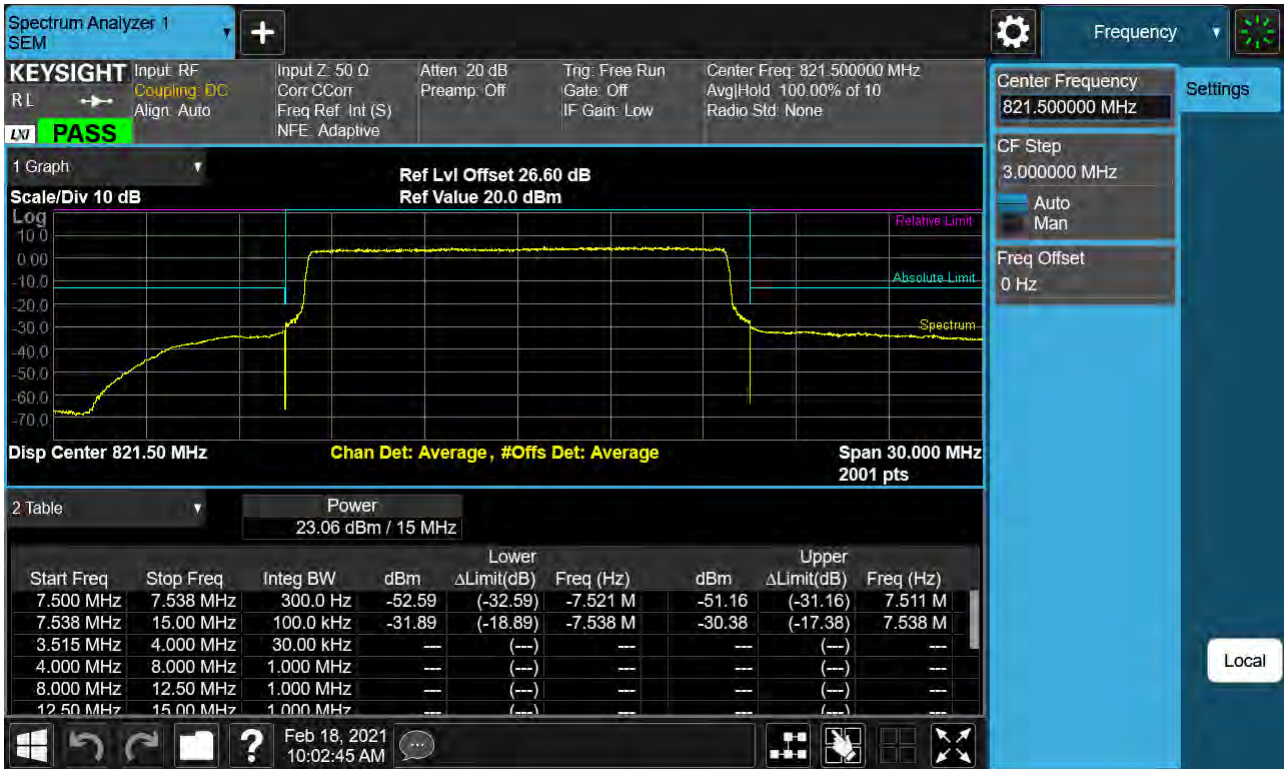 Spectrum Analyzer 1
SEM
Frequency
KEYSIGHT
R L
LXI
PASS
Input: RF
Coupling: DC
Align: Auto
Input Z: 50 Ω
Corr CCorr
Freq Ref: Int (S)
NFE: Adaptive
Atten: 20 dB
Preamp: Off
Trig: Free Run
Gate: Off
IF Gain: Low
Center Freq: 821.500000 MHz
Avg|Hold: 100.00% of 10
Radio Std: None
Center Frequency
821.500000 MHz
Settings
CF Step
3.000000 MHz
Auto
Man
Freq Offset
0 Hz
Local
1 Graph
Scale/Div 10 dB
Ref Lvl Offset 26.60 dB
Ref Value 20.0 dBm
Log
10.0
0.00
-10.0
-20.0
-30.0
-40.0
-50.0
-60.0
-70.0
Relative Limit
Absolute Limit
Spectrum
Disp Center 821.50 MHz
Chan Det: Average, #Offs Det: Average
Span 30.000 MHz
2001 pts
2 Table
Power
23.06 dBm / 15 MHz
Lower Upper
Start Freq Stop Freq Integ BW dBm ΔLimit(dB) Freq (Hz) dBm ΔLimit(dB) Freq (Hz)
7.500 MHz 7.538 MHz 300.0 Hz -52.59 (-32.59) -7.521 M -51.16 (-31.16) 7.511 M
7.538 MHz 15.00 MHz 100.0 kHz -31.89 (-18.89) -7.538 M -30.38 (-17.38) 7.538 M
3.515 MHz 4.000 MHz 30.00 kHz --- (---) --- --- (---) ---
4.000 MHz 8.000 MHz 1.000 MHz --- (---) --- --- (---) ---
8.000 MHz 12.50 MHz 1.000 MHz --- (---) --- --- (---) ---
12.50 MHz 15.00 MHz 1.000 MHz --- (---) --- --- (---) ---
?
Feb 18, 2021
10:02:45 AM